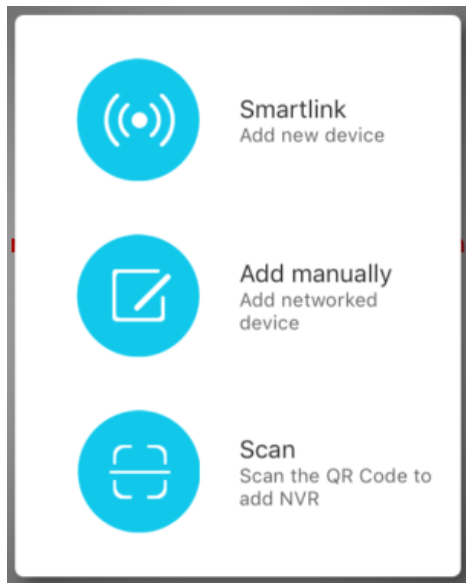 Smartlink
Add new device
Add manually
Add networked
device
Scan
Scan the QR Code to
add NVR